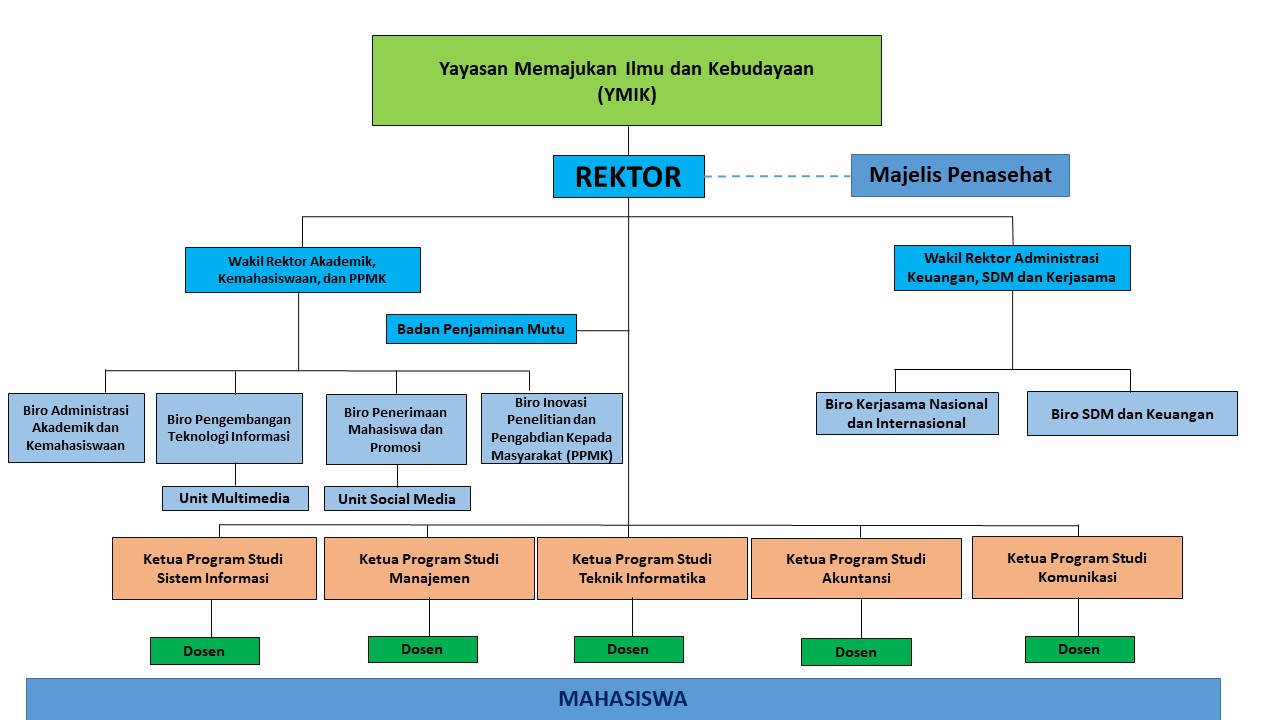 Yayasan Memajukan Ilmu dan Kebudayaan
(YMIK)
REKTOR
Majelis Penasehat
Wakil Rektor Akademik,
Kemahasiswaan, dan PPMK
Wakil Rektor Administrasi
Keuangan, SDM dan Kerjasama
Badan Penjaminan Mutu
Biro Administrasi
Akademik dan
Kemahasiswaan
Biro Pengembangan
Teknologi Informasi
Biro Penerimaan
Mahasiswa dan
Promosi
Biro Inovasi
Penelitian dan
Pengabdian Kepada
Masyarakat (PPMK)
Biro Kerjasama Nasional
dan Internasional
Biro SDM dan Keuangan
Unit Multimedia
Unit Social Media
Ketua Program Studi
Sistem Informasi
Ketua Program Studi
Manajemen
Ketua Program Studi
Teknik Informatika
Ketua Program Studi
Akuntansi
Ketua Program Studi
Komunikasi
Dosen
Dosen
Dosen
Dosen
Dosen
MAHASISWA